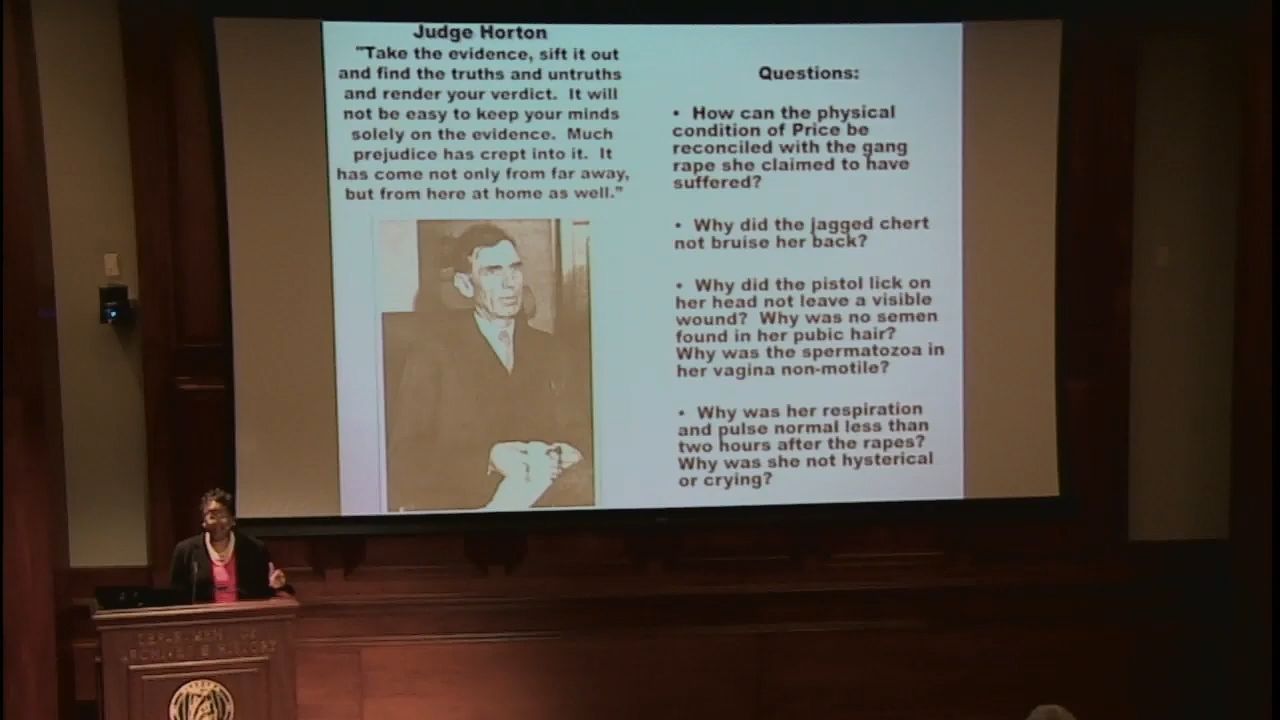 Judge Horton
"Take the evidence, sift it out
and find the truths and untruths
and render your verdict. It will
not be easy to keep your minds
solely on the evidence. Much
prejudice has crept into it. It
has come not only from far away,
but from here at home as well."
Questions:
• How can the physical
condition of Price be
reconciled with the gang
rape she claimed to have
suffered?
• Why did the jagged chert
not bruise her back?
• Why did the pistol lick on
her head not leave a visible
wound? Why was no semen
found in her pubic hair?
Why was the spermatozoa in
her vagina non-motile?
• Why was her respiration
and pulse normal less than
two hours after the rapes?
Why was she not hysterical
or crying?
DEPARTMENT OF
ARCHIVES & HISTORY